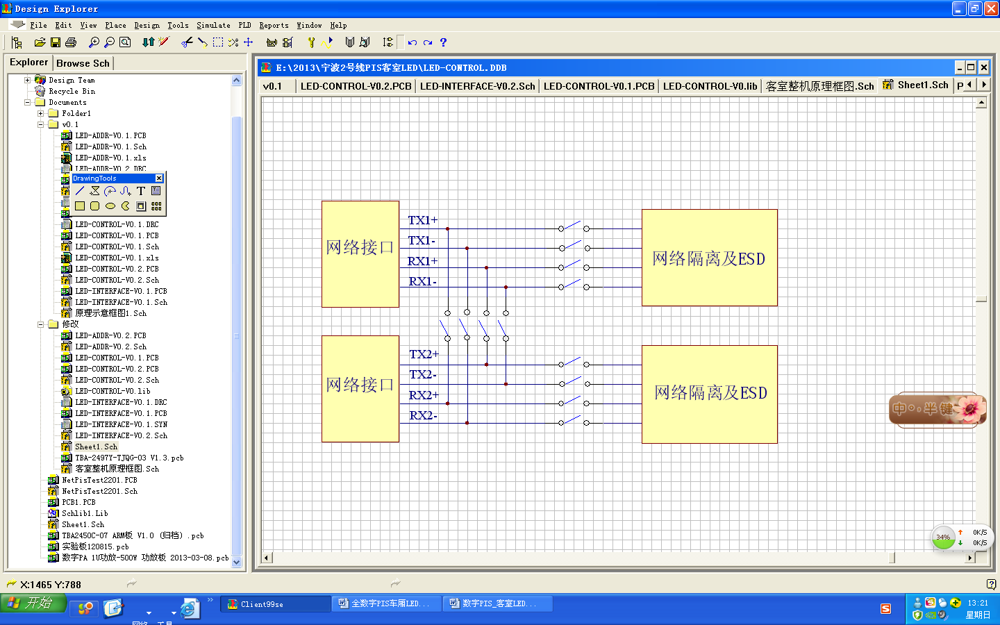 Design Explorer
File Edit View Place Design Tools Simulate PLD Reports Window Help
Explorer Browse Sch
Design Team
Recycle Bin
Documents
Folder1
v0.1
LED-ADDR-V0.1.PCB
LED-ADDR-V0.1.Sch
LED-ADDR-V0.1.xls
LED-ADDR-V0.2.DRC
DrawingTools
LED-CONTROL-V0.1.DRC
LED-CONTROL-V0.1.PCB
LED-CONTROL-V0.1.Sch
LED-CONTROL-V0.1.xls
LED-CONTROL-V0.2.PCB
LED-CONTROL-V0.2.Sch
LED-INTERFACE-V0.1.PCB
LED-INTERFACE-V0.1.Sch
原理示意框图1.Sch
修改
LED-ADDR-V0.2.PCB
LED-ADDR-V0.2.Sch
LED-CONTROL-V0.1.PCB
LED-CONTROL-V0.2.PCB
LED-CONTROL-V0.2.Sch
LED-CONTROL-V0.lib
LED-INTERFACE-V0.1.DRC
LED-INTERFACE-V0.1.PCB
LED-INTERFACE-V0.1.SYN
LED-INTERFACE-V0.2.Sch
Sheet1.Sch
TBA-2497Y-TJQG-03 V1.3.pcb
客室整机原理框图.Sch
NetPisTest2201.PCB
NetPisTest2201.Sch
PCB1.PCB
Schlib1.Lib
Sheet1.Sch
TBA2450C-07 ARM板 V1.0 (归档).pcb
实验板120815.pcb
数字PA 1U功放-500W 功放板 2013-03-08.pcb
E:\2013\宁波2号线PIS客室LED\LED-CONTROL.DDB
v0.1 LED-CONTROL-V0.2.PCB LED-INTERFACE-V0.2.Sch LED-CONTROL-V0.1.PCB LED-CONTROL-V0.lib 客室整机原理框图.Sch Sheet1.Sch P
网络接口
TX1+
TX1-
RX1+
RX1-
网络隔离及ESD
网络接口
TX2+
TX2-
RX2+
RX2-
网络隔离及ESD
中 半 键
34%
0K/S
0K/S
X:1465 Y:788
开始
网络 工具
Client99se
全数字PIS车厢LED...
数字PIS_客室LED...
13:21
星期日